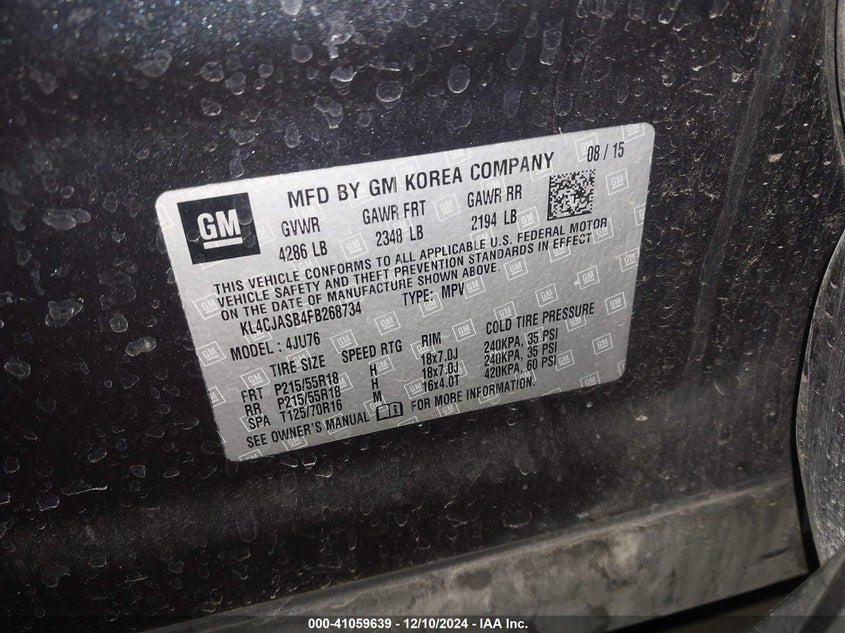 GM
MFD BY GM KOREA COMPANY 08 / 15
GVWR GAWR FRT GAWR RR
4286 LB 2348 LB 2194 LB
THIS VEHICLE CONFORMS TO ALL APPLICABLE U.S. FEDERAL MOTOR
VEHICLE SAFETY AND THEFT PREVENTION STANDARDS IN EFFECT
ON THE DATE OF MANUFACTURE SHOWN ABOVE.
KL4CJASB4FB268734 TYPE: MPV
MODEL: 4JU76
TIRE SIZE SPEED RTG RIM COLD TIRE PRESSURE
FRT P215/55R18 H 18x7.0J 240KPA, 35 PSI
RR P215/55R18 H 18x7.0J 240KPA, 35 PSI
SPA T125/70R16 M 16x4.0T 420KPA, 60 PSI
SEE OWNER'S MANUAL FOR MORE INFORMATION.
000-41059639 - 12/10/2024 - IAA Inc.